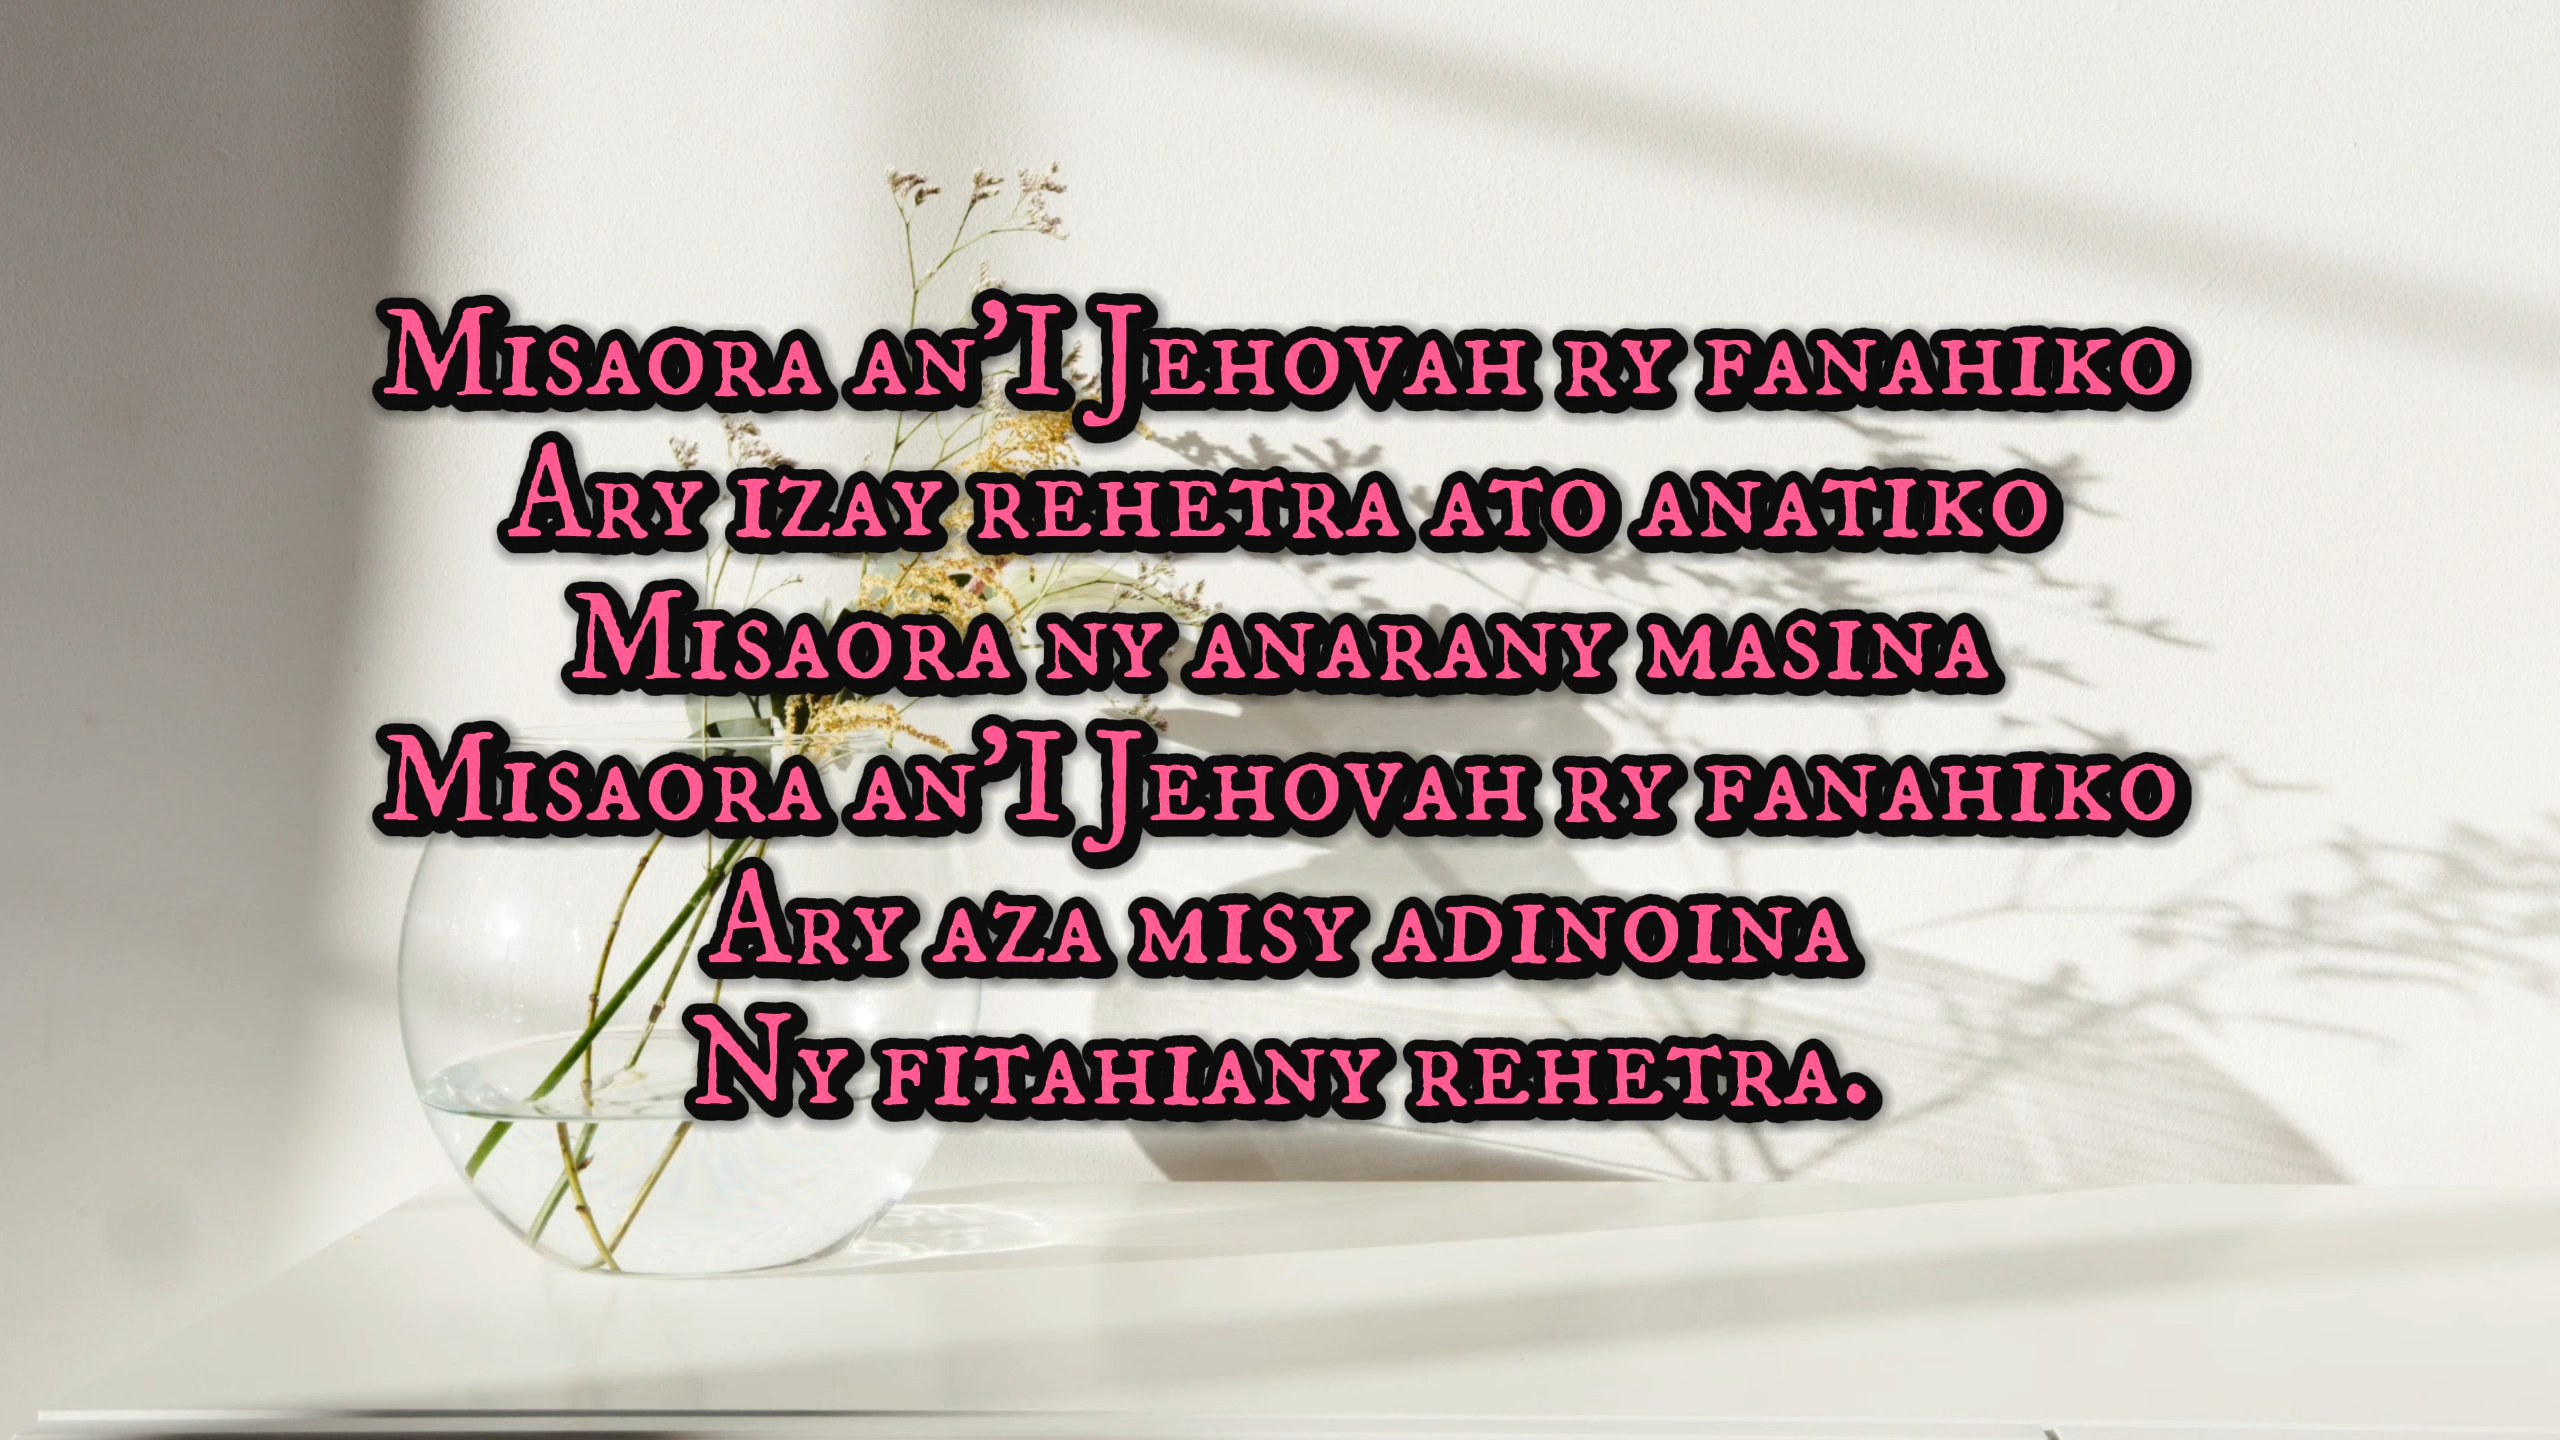 Misaora an’I Jehovah ry fanahiko
Ary izay rehetra ato anatiko
Misaora ny anarany masina
Misaora an’I Jehovah ry fanahiko
Ary aza misy adinoina
Ny fitahiany rehetra.